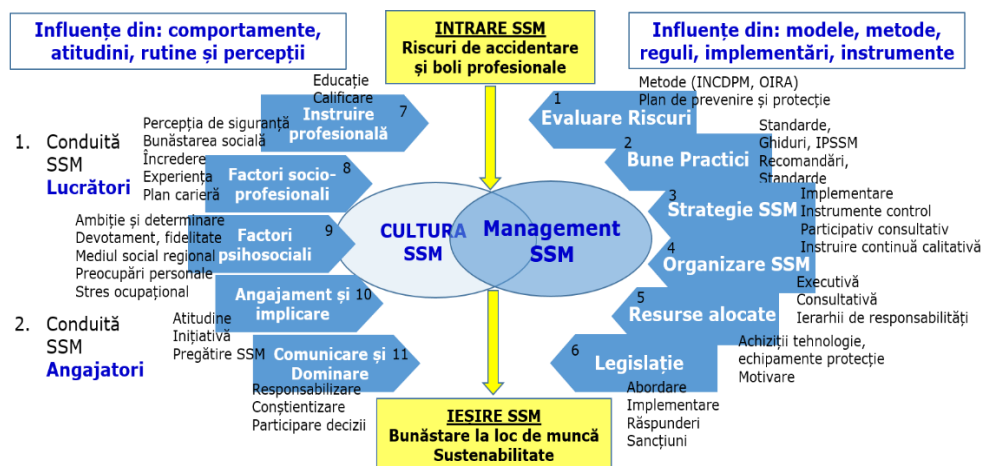 Influențe din: comportamente,
atitudini, rutine și percepții
INTRARE SSM
Riscuri de accidentare
și boli profesionale
Influențe din: modele, metode,
reguli, implementări, instrumente
1. Conduită
SSM
Lucrători
2. Conduită
SSM
Angajatori
Educație
Calificare
7
Instruire
profesională
Percepția de siguranță
Bunăstarea socială
Încredere
Experiența
Plan carieră
8
Factori socio-
profesionali
Ambiție și determinare
Devotament, fidelitate
Mediul social regional
Preocupări personale
Stres ocupațional
9
Factori
psihosociali
Atitudine
Inițiativă
Pregătire SSM
10
Angajament și
implicare
11
Comunicare și
Dominare
Responsabilizare
Conștientizare
Participare decizii
CULTURA
SSM
Management
SSM
1
Evaluare Riscuri
Metode (INCDPM, OIRA)
Plan de prevenire și protecție
2
Bune Practici
Standarde,
Ghiduri, IPSSM
Recomandări,
Standarde
3
Strategie SSM
Implementare
Instrumente control
Participativ consultativ
Instruire continuă calitativă
4
Organizare SSM
Executivă
Consultativă
Ierarhii de responsabilități
5
Resurse alocate
Achiziții tehnologie,
echipamente protecție
Motivare
6
Legislație
Abordare
Implementare
Răspunderi
Sancțiuni
IESIRE SSM
Bunăstare la loc de muncă
Sustenabilitate